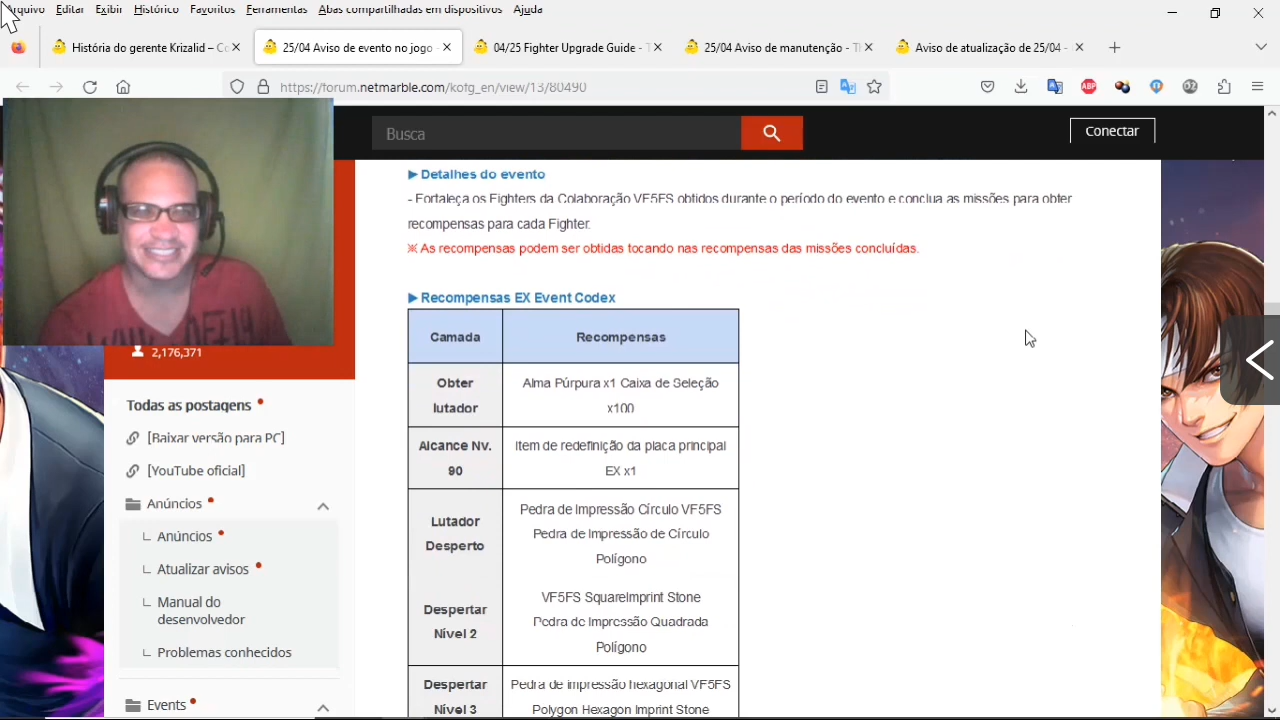 Arquivo Editar Exibir Histórico Favoritos Ferramentas Abas compartilhadas em dispositivos Ajuda
História do gerente Krizalid – Co
25/04 Aviso de evento no jogo -
04/25 Fighter Upgrade Guide - T
25/04 Aviso de manutenção - Th
Aviso de atualização de 25/04 -
https://forum.netmarble.com/kofg_en/view/13/80490
Busca
Conectar
▶ Detalhes do evento
- Fortaleça os Fighters da Colaboração VF5FS obtidos durante o período do evento e conclua as missões para obter
recompensas para cada Fighter.
※ As recompensas podem ser obtidas tocando nas recompensas das missões concluídas.
▶ Recompensas EX Event Codex
Camada Recompensas
Obter
lutador
Alma Púrpura x1 Caixa de Seleção
x100
Alcance Nv.
90
Item de redefinição da placa principal
EX x1
Lutador
Desperto
Pedra de Impressão Círculo VF5FS
Pedra de Impressão de Círculo
Polígono
Despertar
Nível 2
VF5FS SquareImprint Stone
Pedra de Impressão Quadrada
Polígono
Despertar
Nível 3
Pedra de impressão hexagonal VF5FS
Polygon Hexagon Imprint Stone
2,176,371
Todas as postagens
[Baixar versão para PC]
[YouTube oficial]
Anúncios
Anúncios
Atualizar avisos
Manual do
desenvolvedor
Problemas conhecidos
Events
ABP